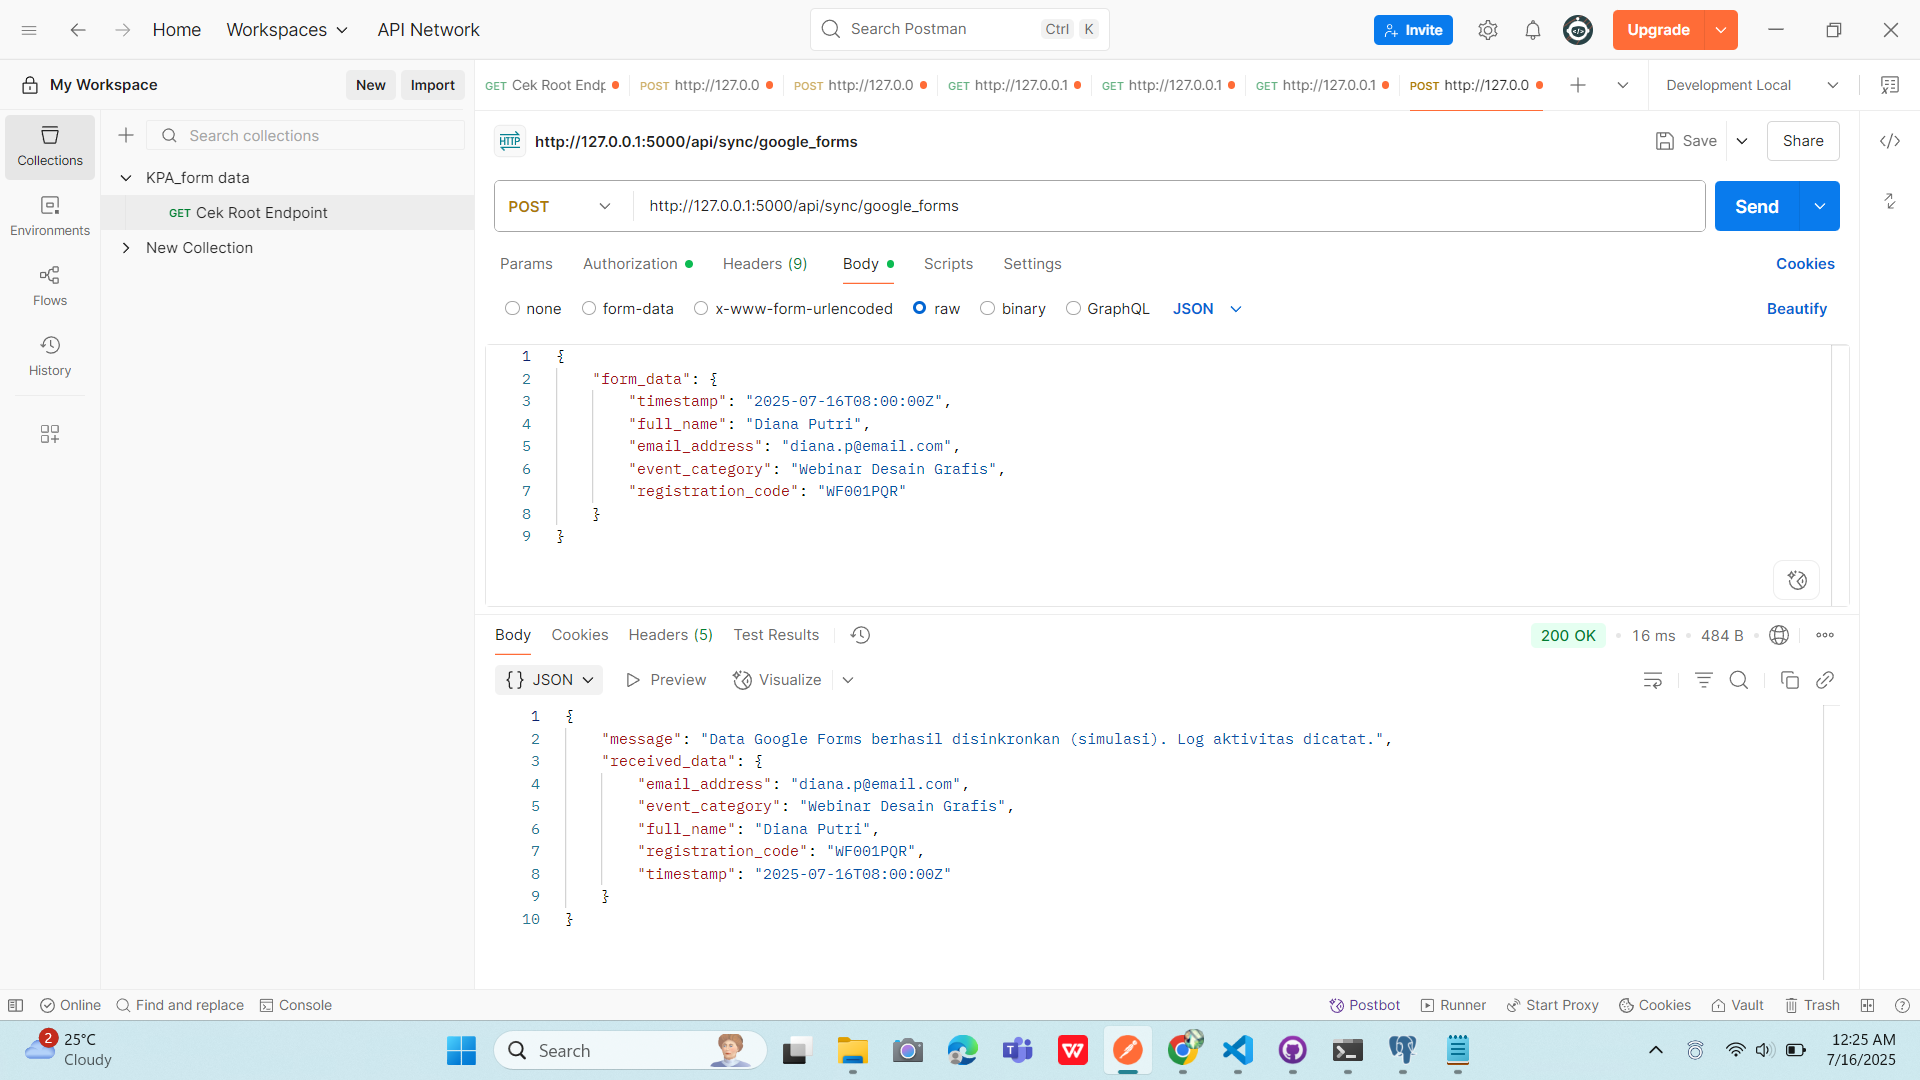 Home
Workspaces
API Network
Search Postman
Ctrl K
Invite
Upgrade
My Workspace
New
Import
GET Cek Root Endp
POST http://127.0.0
POST http://127.0.0
GET http://127.0.0.1
GET http://127.0.0.1
GET http://127.0.0.1
POST http://127.0.0
Development Local
Collections
Environments
Flows
History
Search collections
KPA_form data
GET Cek Root Endpoint
New Collection
HTTP http://127.0.0.1:5000/api/sync/google_forms
Save
Share
POST http://127.0.0.1:5000/api/sync/google_forms
Send
Params Authorization Headers (9) Body Scripts Settings
Cookies
none form-data x-www-form-urlencoded raw binary GraphQL JSON
Beautify
1 {
2 "form_data": {
3 "timestamp": "2025-07-16T08:00:00Z",
4 "full_name": "Diana Putri",
5 "email_address": "diana.p@email.com",
6 "event_category": "Webinar Desain Grafis",
7 "registration_code": "WF001PQR"
8 }
9 }
Body Cookies Headers (5) Test Results
200 OK • 16 ms • 484 B
{} JSON Preview Visualize
1 {
2 "message": "Data Google Forms berhasil disinkronkan (simulasi). Log aktivitas dicatat.",
3 "received_data": {
4 "email_address": "diana.p@email.com",
5 "event_category": "Webinar Desain Grafis",
6 "full_name": "Diana Putri",
7 "registration_code": "WF001PQR",
8 "timestamp": "2025-07-16T08:00:00Z"
9 }
10 }
Online Find and replace Console
Postbot Runner Start Proxy Cookies Vault Trash
2
25°C
Cloudy
Search
12:25 AM
7/16/2025